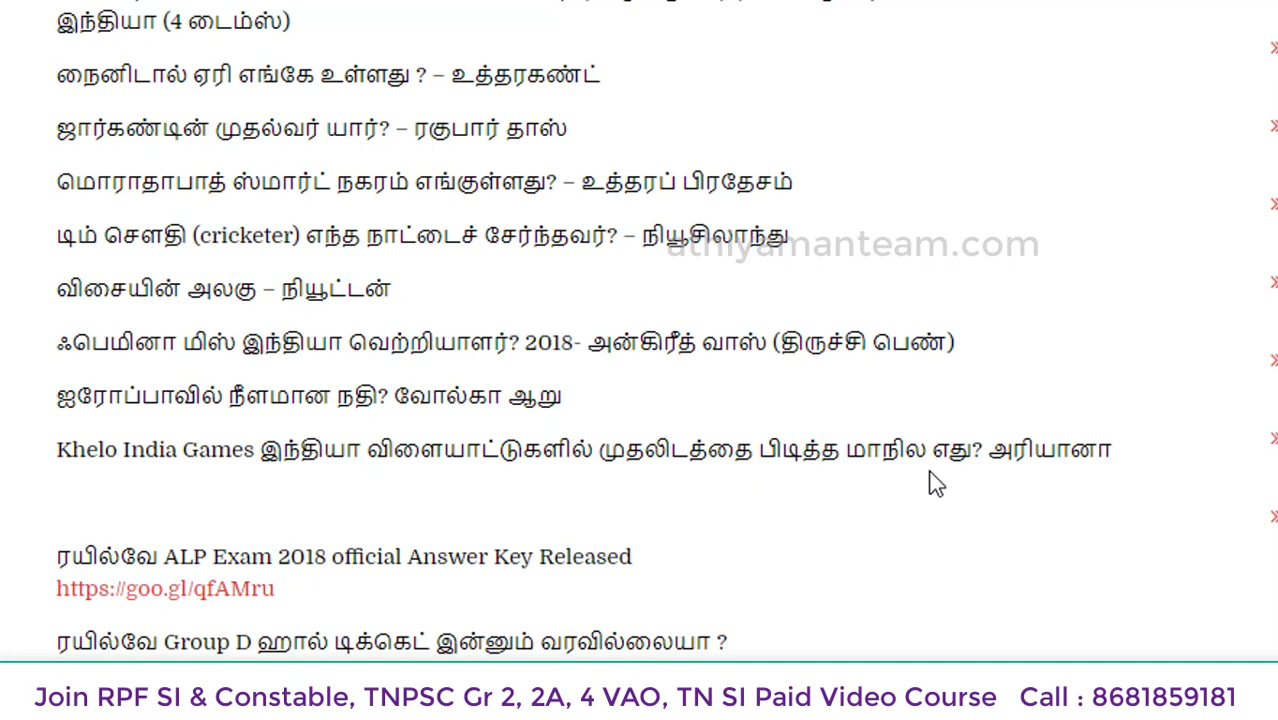 இந்தியா (4 டைம்ஸ்)
நைனிடால் ஏரி எங்கே உள்ளது ? – உத்தரகண்ட்
ஜார்கண்டின் முதல்வர் யார்? – ரகுபார் தாஸ்
மொராதாபாத் ஸ்மார்ட் நகரம் எங்குள்ளது? – உத்தரப் பிரதேசம்
டிம் சௌதி (cricketer) எந்த நாட்டைச் சேர்ந்தவர்? – நியூசிலாந்து
athiyamanteam.com
விசையின் அலகு – நியூட்டன்
ஃபெமினா மிஸ் இந்தியா வெற்றியாளர்? 2018- அன்கிரீத் வாஸ் (திருச்சி பெண்)
ஐரோப்பாவில் நீளமான நதி? வோல்கா ஆறு
Khelo India Games இந்தியா விளையாட்டுகளில் முதலிடத்தை பிடித்த மாநில எது? அரியானா
ரயில்வே ALP Exam 2018 official Answer Key Released
https://goo.gl/qfAMru
ரயில்வே Group D ஹால் டிக்கெட் இன்னும் வரவில்லையா ?
Join RPF SI & Constable, TNPSC Gr 2, 2A, 4 VAO, TN SI Paid Video Course Call : 8681859181